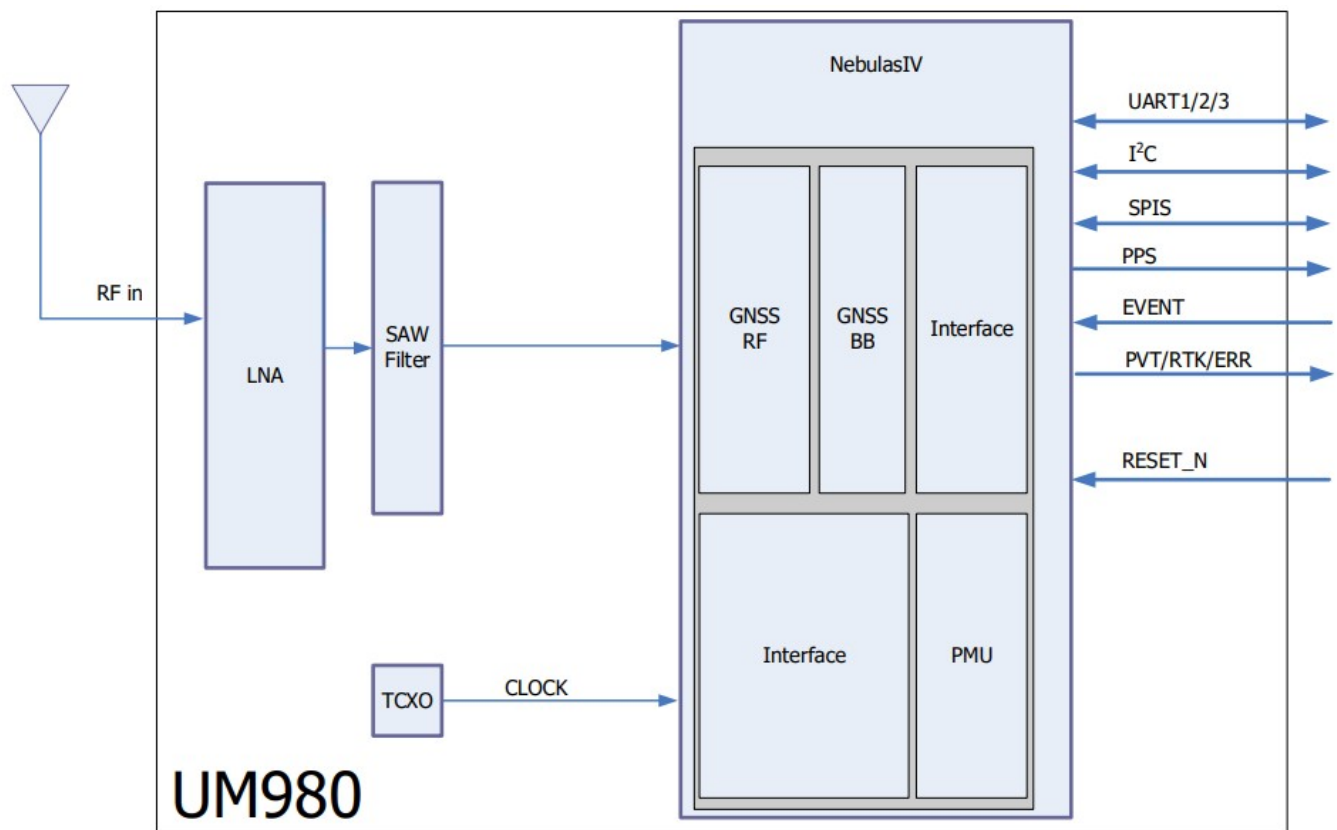 NebulasIV
UART1/2/3
I²C
SPIS
PPS
EVENT
PVT/RTK/ERR
RESET_N
RF in
LNA
SAW
Filter
GNSS
RF
GNSS
BB
Interface
Interface
PMU
TCXO
CLOCK
UM980